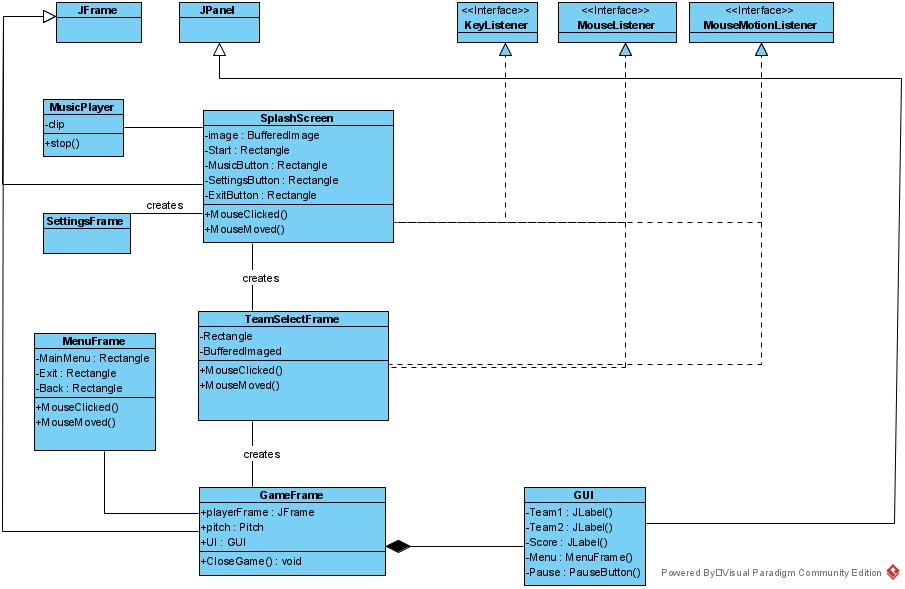 JFrame
JPanel
<<Interface>>
KeyListener
<<Interface>>
MouseListener
<<Interface>>
MouseMotionListener
MusicPlayer
-clip
+stop()
SplashScreen
-image : BufferedImage
-Start : Rectangle
-MusicButton : Rectangle
-SettingsButton : Rectangle
-ExitButton : Rectangle
+MouseClicked()
+MouseMoved()
creates
SettingsFrame
creates
TeamSelectFrame
-Rectangle
-BufferedImaged
+MouseClicked()
+MouseMoved()
MenuFrame
-MainMenu : Rectangle
-Exit : Rectangle
-Back : Rectangle
+MouseClicked()
+MouseMoved()
creates
GameFrame
+playerFrame : JFrame
+pitch : Pitch
+UI : GUI
+CloseGame() : void
GUI
-Team1 : JLabel()
-Team2 : JLabel()
-Score : JLabel()
-Menu : MenuFrame()
-Pause : PauseButton()
Powered By Visual Paradigm Community Edition